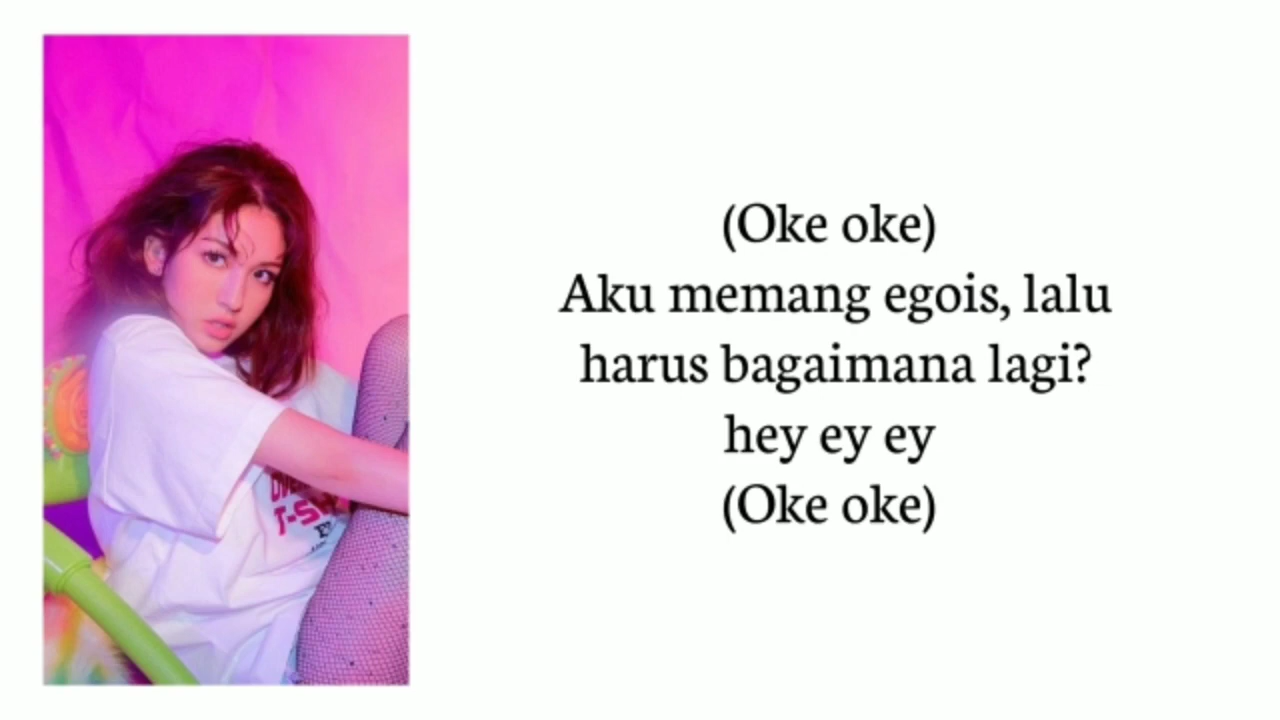 (Oke oke)
Aku memang egois, lalu
harus bagaimana lagi?
hey ey ey
(Oke oke)